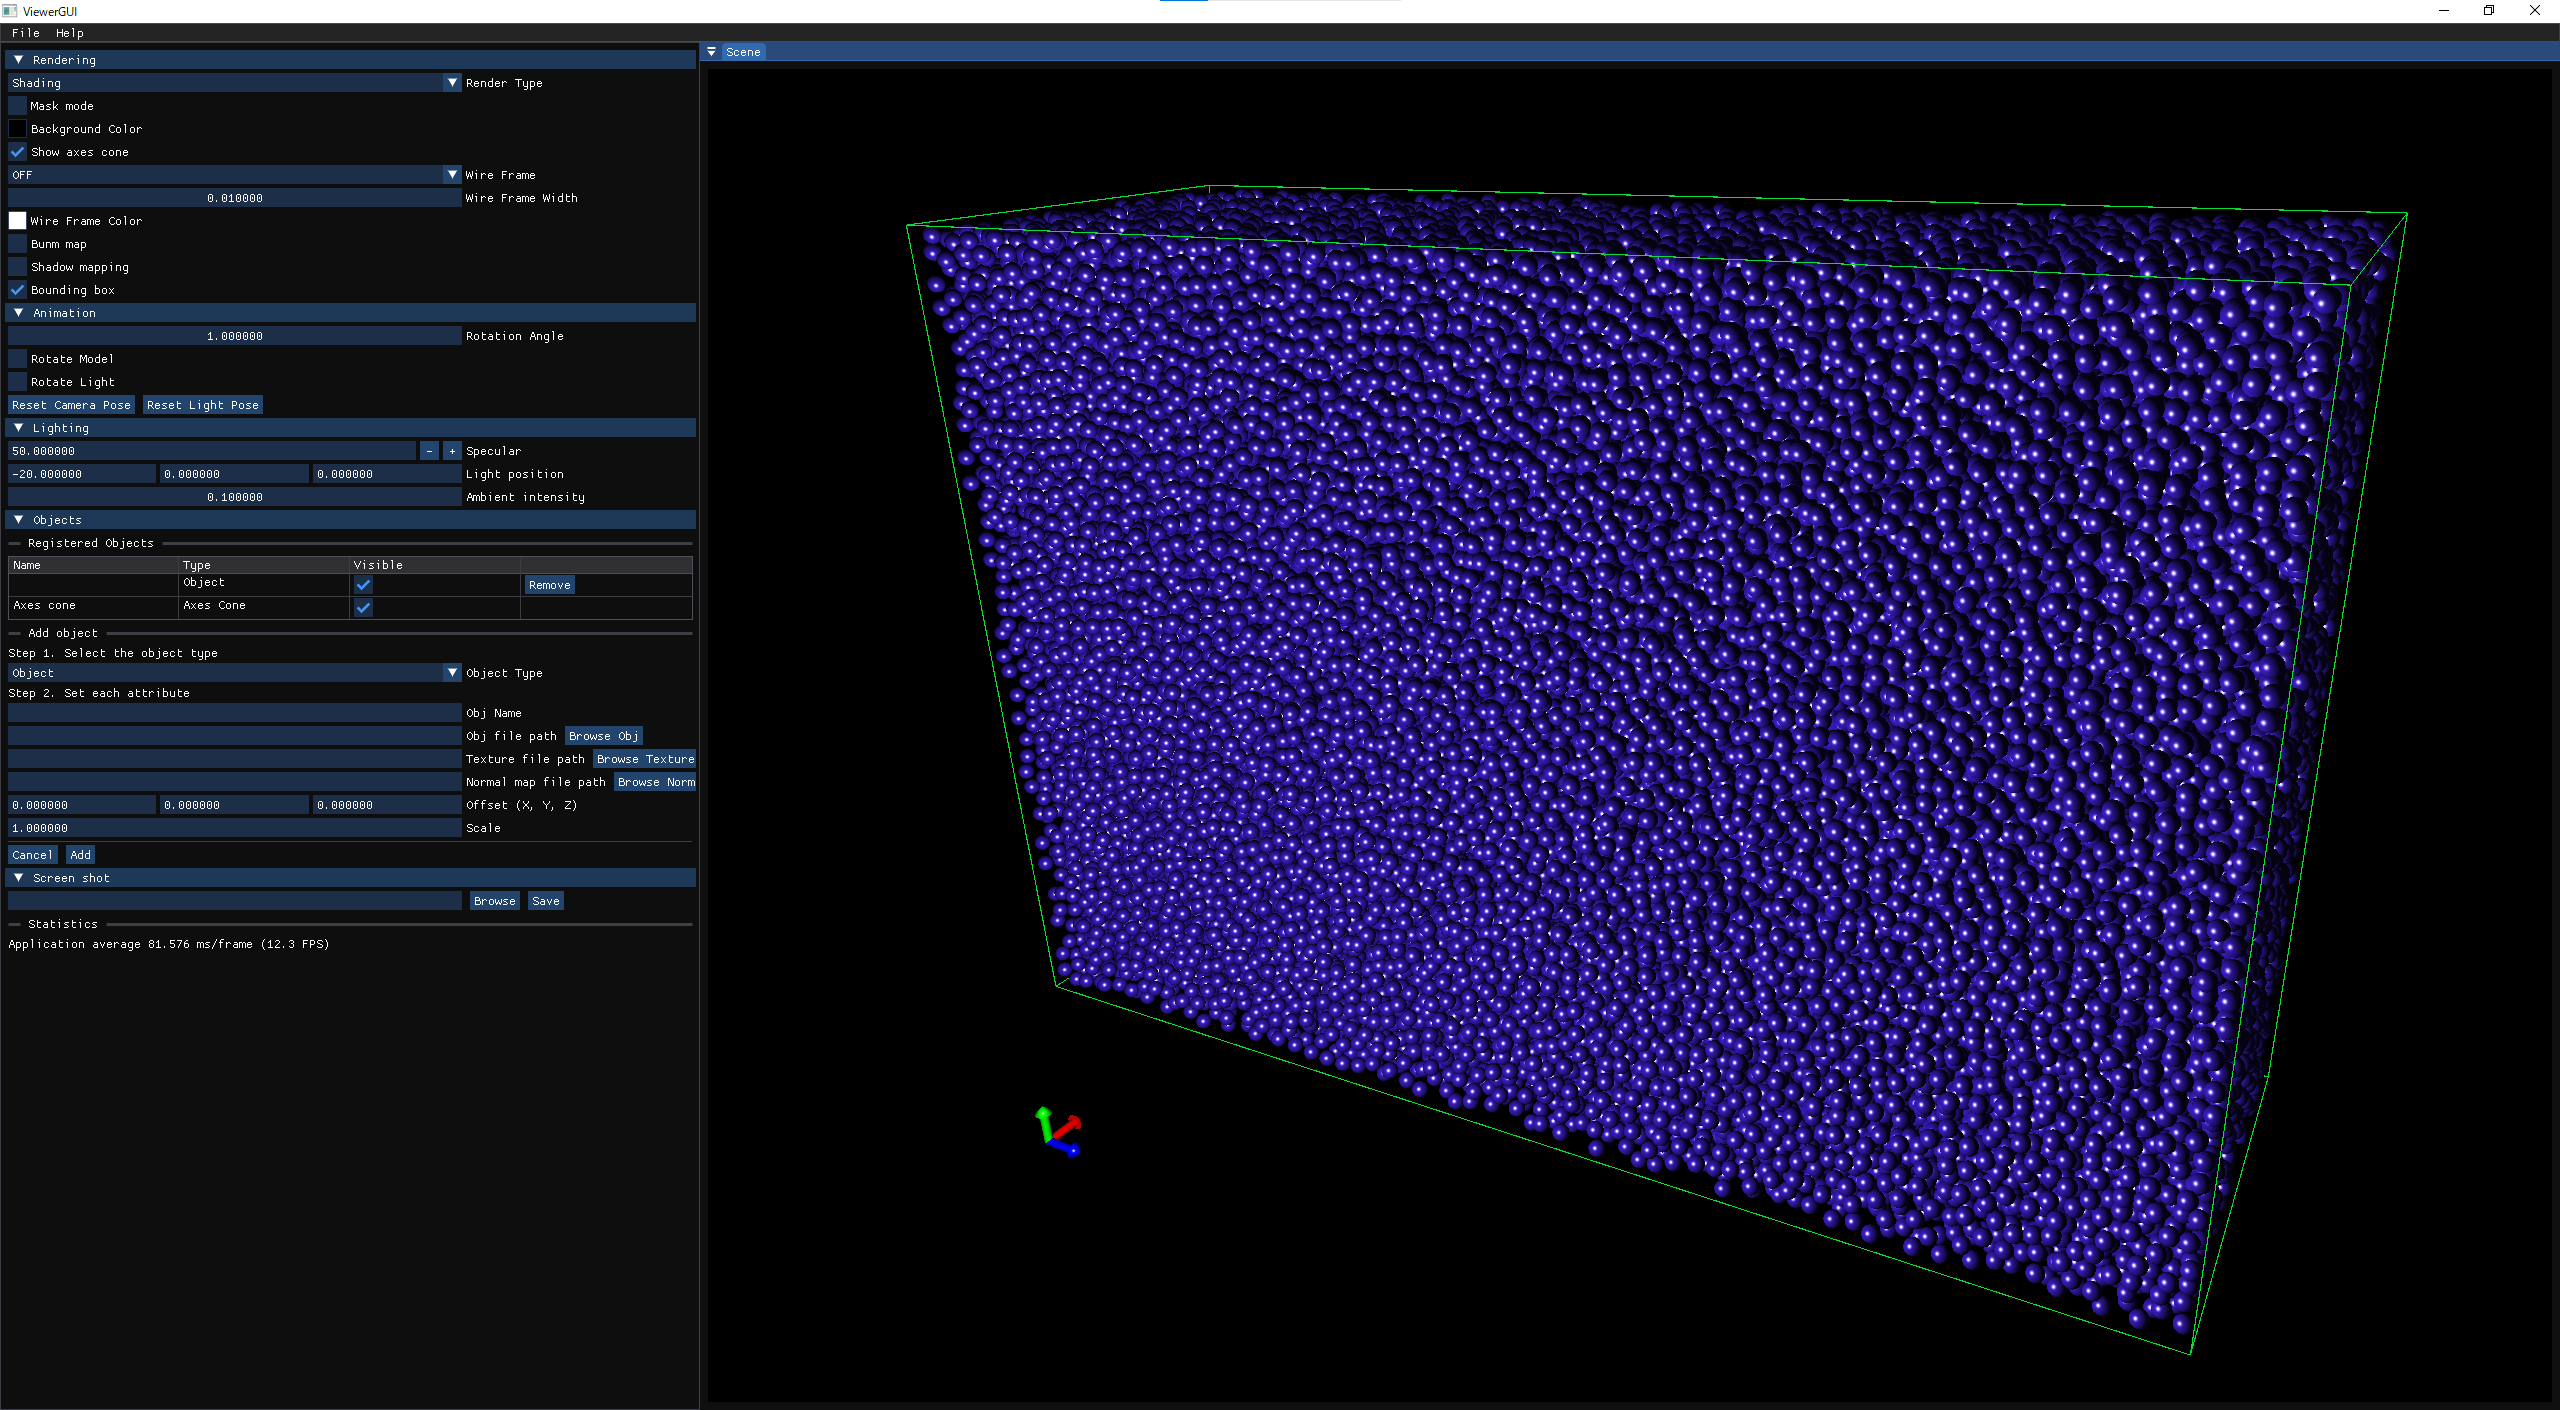 ViewerGUI
File Help
Rendering
Shading Render Type
Mask mode
Background Color
Show axes cone
OFF Wire Frame
0.010000 Wire Frame Width
Wire Frame Color
Bunm map
Shadow mapping
Bounding box
Animation
1.000000 Rotation Angle
Rotate Model
Rotate Light
Reset Camera Pose Reset Light Pose
Lighting
50.000000 - + Specular
-20.000000 0.000000 0.000000 Light position
0.100000 Ambient intensity
Objects
Registered Objects
Name Type Visible
Object Remove
Axes cone Axes Cone
Add object
Step 1. Select the object type
Object Object Type
Step 2. Set each attribute
Obj Name
Obj file path Browse Obj
Texture file path Browse Texture
Normal map file path Browse Norm
0.000000 0.000000 0.000000 Offset (X, Y, Z)
1.000000 Scale
Cancel Add
Screen shot
Browse Save
Statistics
Application average 81.576 ms/frame (12.3 FPS)
Scene